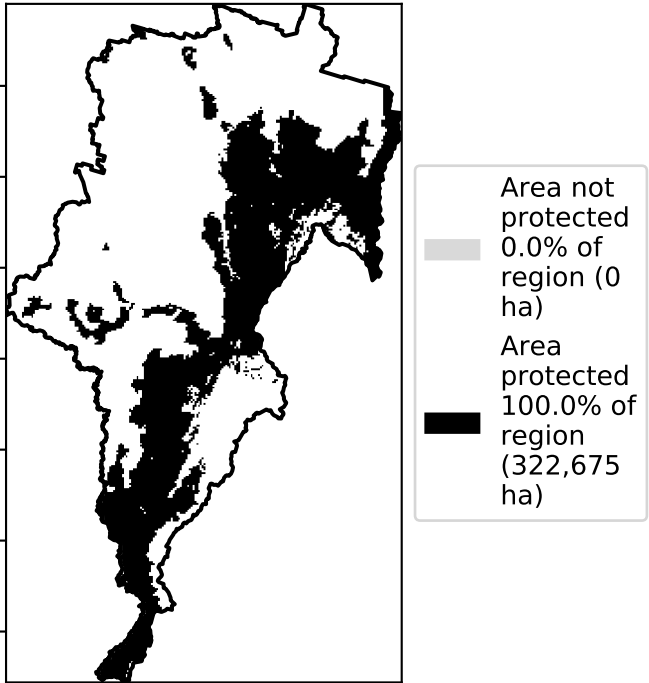 Area not
protected
0.0% of
region (0
ha)
Area
protected
100.0% of
region
(322,675
ha)